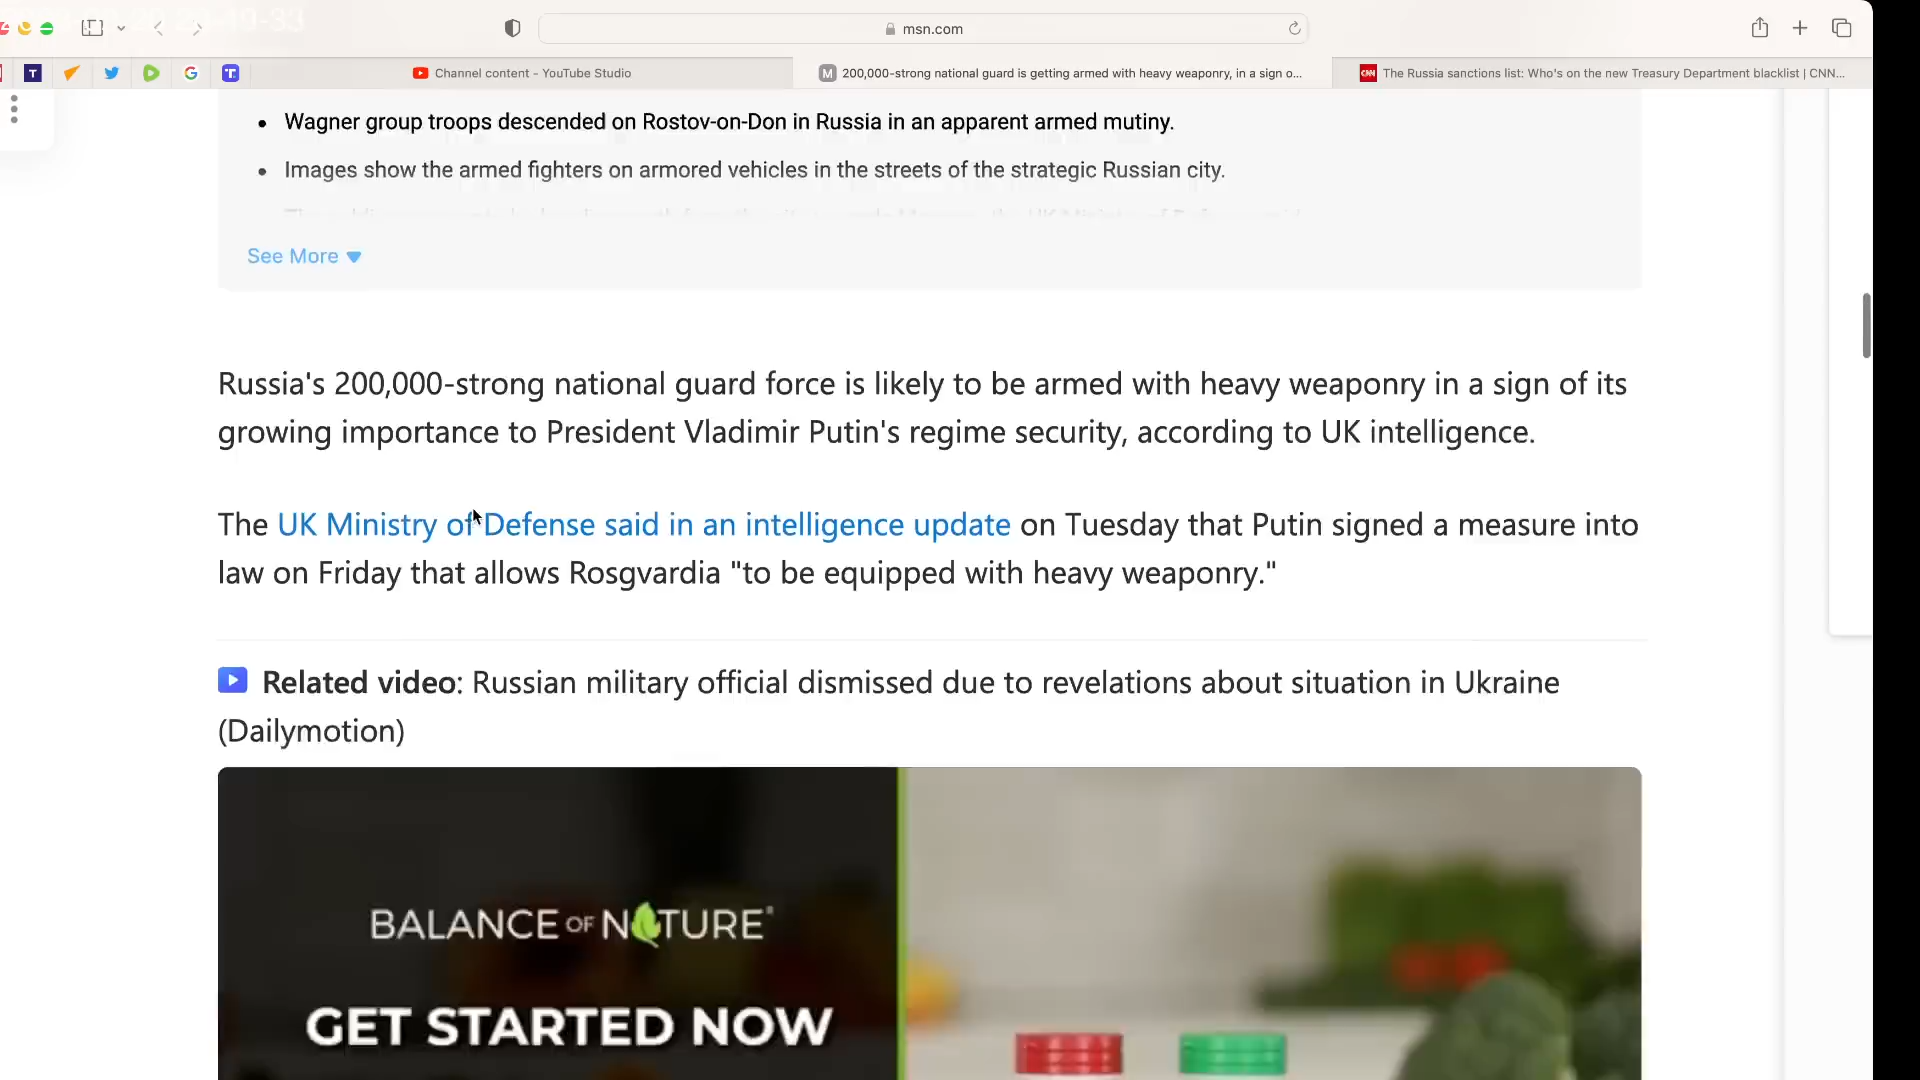 msn.com
Channel content - YouTube Studio
200,000-strong national guard is getting armed with heavy weaponry, in a sign o...
The Russia sanctions list: Who's on the new Treasury Department blacklist | CNN...
• Wagner group troops descended on Rostov-on-Don in Russia in an apparent armed mutiny.
• Images show the armed fighters on armored vehicles in the streets of the strategic Russian city.
See More
Russia's 200,000-strong national guard force is likely to be armed with heavy weaponry in a sign of its
growing importance to President Vladimir Putin's regime security, according to UK intelligence.
The UK Ministry of Defense said in an intelligence update on Tuesday that Putin signed a measure into
law on Friday that allows Rosgvardia "to be equipped with heavy weaponry."
Related video: Russian military official dismissed due to revelations about situation in Ukraine
(Dailymotion)
BALANCE OF NATURE®
GET STARTED NOW